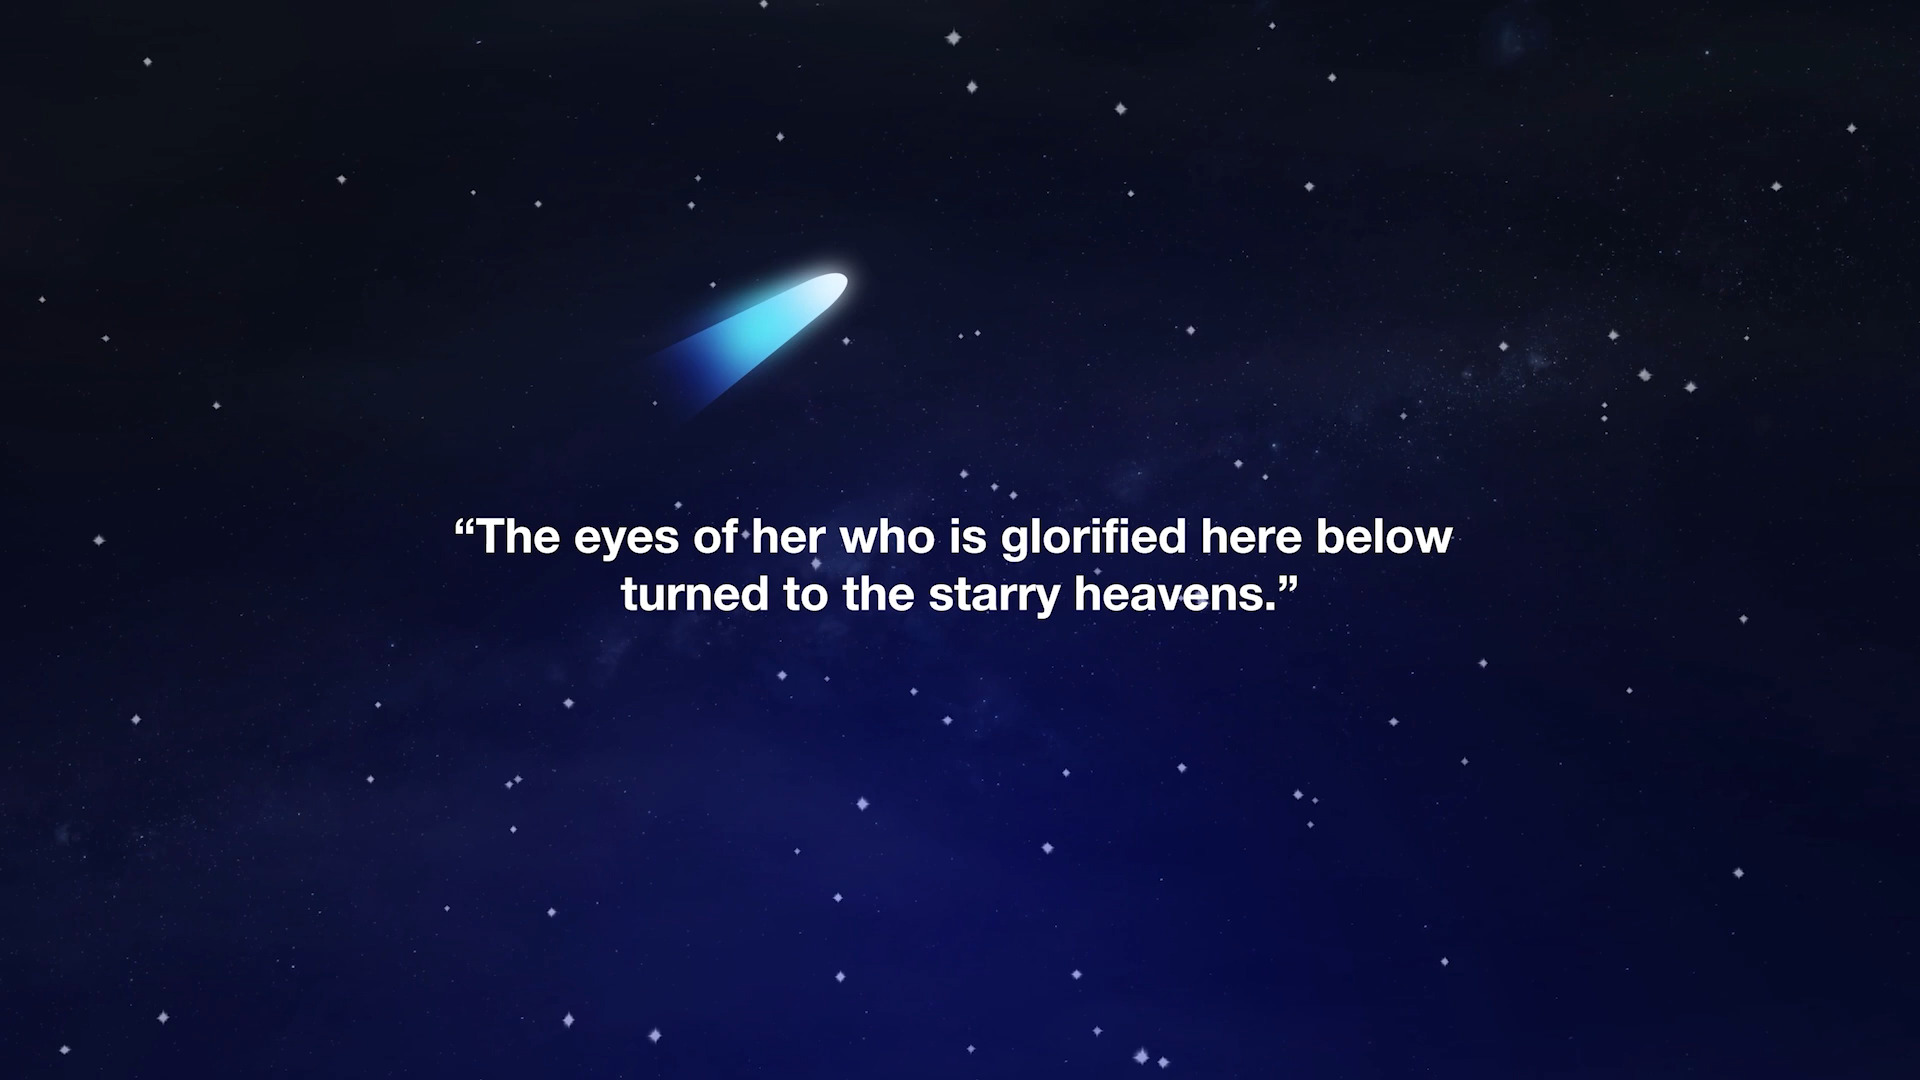 “The eyes of her who is glorified here below
turned to the starry heavens.”